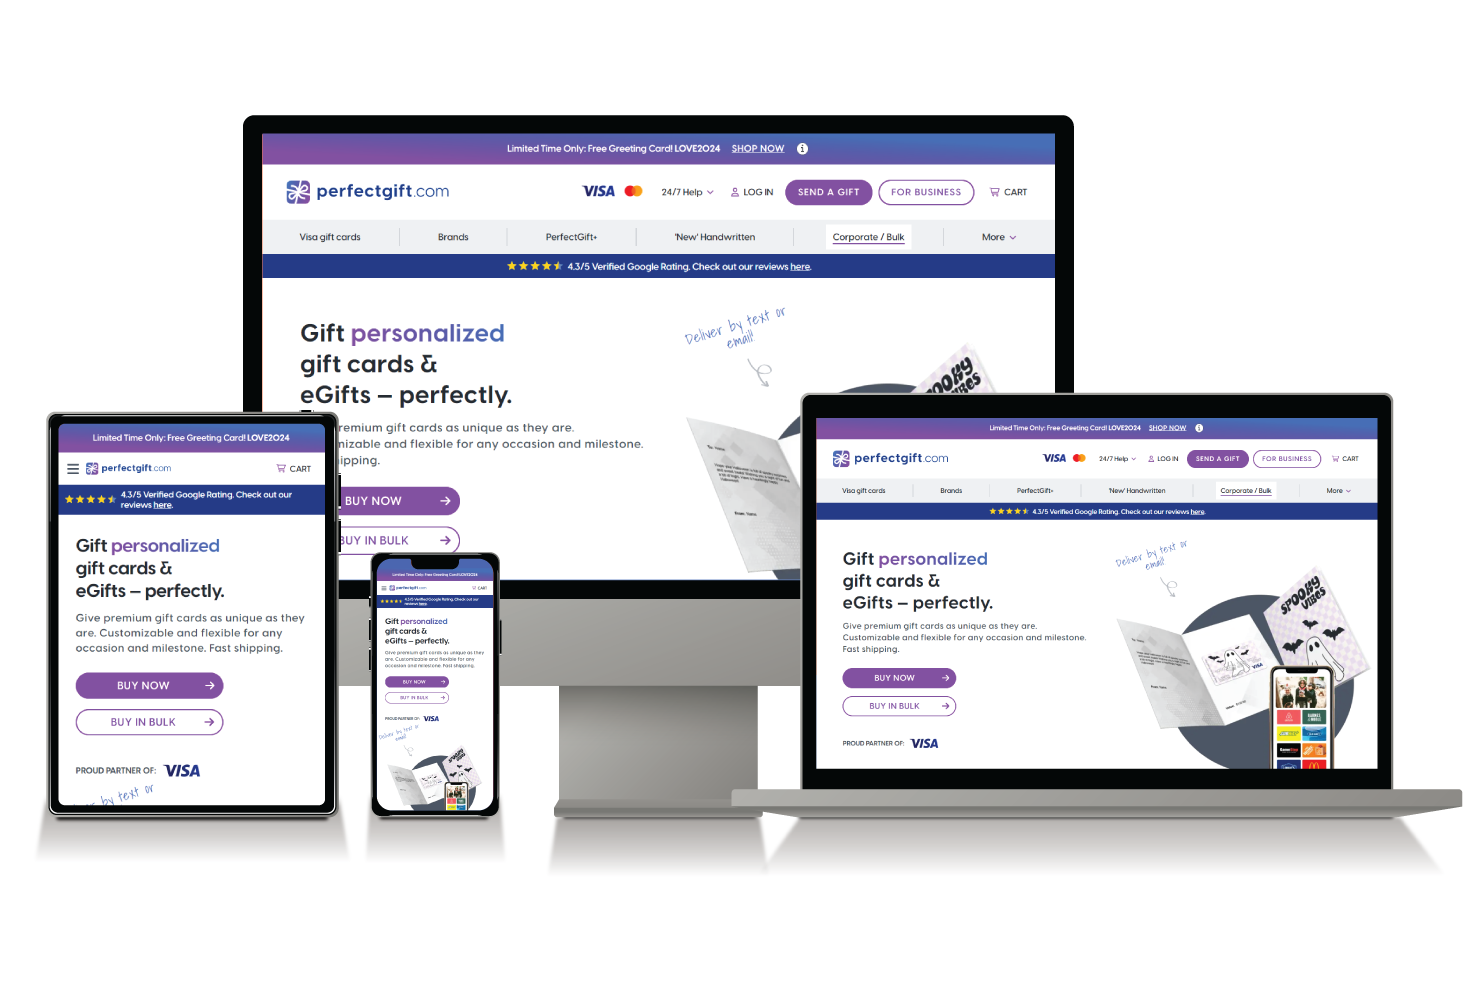 Limited Time Only: Free Greeting Card! LOVE2024 SHOP NOW
perfectgift.com
VISA
24/7 Help
LOG IN
SEND A GIFT
FOR BUSINESS
CART
Visa gift cards
Brands
PerfectGift+
'New' Handwritten
Corporate / Bulk
More
4.3/5 Verified Google Rating. Check out our reviews here.
Gift personalized
gift cards &
eGifts – perfectly.
remium gift cards as unique as they are.
mizable and flexible for any occasion and milestone.
ipping.
BUY NOW
BUY IN BULK
Deliver by text or
email!
OOKY
VIBES
Limited Time Only: Free Greeting Card! LOVE2024
perfectgift.com
CART
4.3/5 Verified Google Rating. Check out our
reviews here.
Gift personalized
gift cards &
eGifts – perfectly.
Give premium gift cards as unique as they
are. Customizable and flexible for any
occasion and milestone. Fast shipping.
BUY NOW
BUY IN BULK
PROUD PARTNER OF: VISA
er by text or
Limited Time Only: Free Greeting Card! LOVE2024
perfectgift.com
CART
4.3/5 Verified Google Rating. Check out our
reviews here
Gift personalized
gift cards &
eGifts – perfectly.
Give premium gift cards as unique as they
are. Customizable and flexible for any
occasion and milestone. Fast shipping.
BUY NOW
BUY IN BULK
PROUD PARTNER OF: VISA
Deliver by text or
email!
SPOOKY
VIBES
Limited Time Only: Free Greeting Card! LOVE2024 SHOP NOW
perfectgift.com
VISA
24/7 Help
LOG IN
SEND A GIFT
FOR BUSINESS
CART
Visa gift cards
Brands
PerfectGift+
'New' Handwritten
Corporate / Bulk
More
4.3/5 Verified Google Rating. Check out our reviews here.
Gift personalized
gift cards &
eGifts – perfectly.
Give premium gift cards as unique as they are.
Customizable and flexible for any occasion and milestone.
Fast shipping.
BUY NOW
BUY IN BULK
PROUD PARTNER OF: VISA
Deliver by text or
email!
SPOOKY
VIBES
VISA